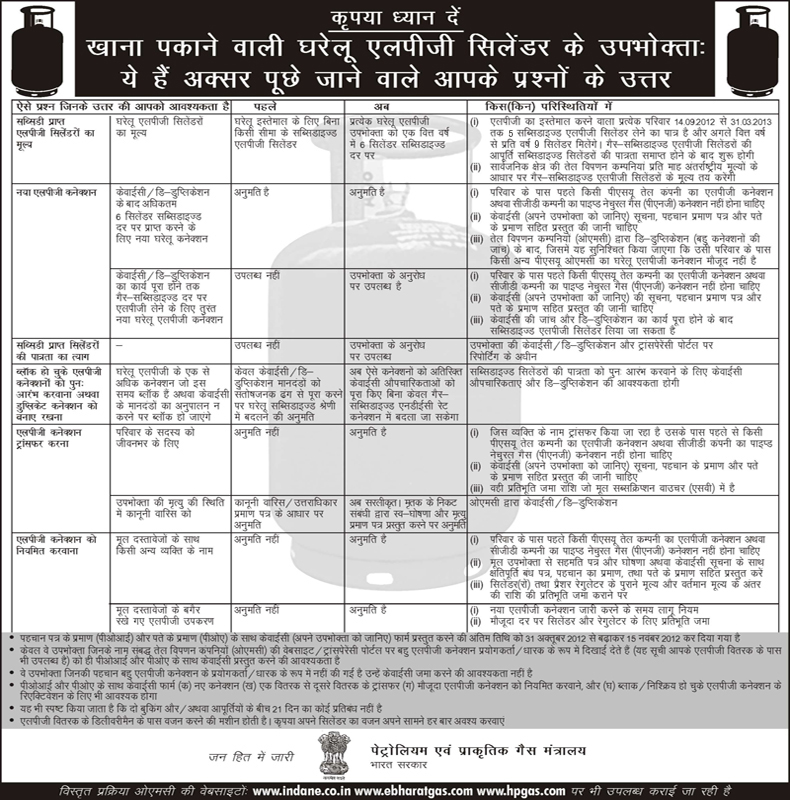 कृपया ध्यान दें
खाना पकाने वाली घरेलू एलपीजी सिलेंडर के उपभोक्ताः
ये हैं अक्सर पूछे जाने वाले आपके प्रश्नों के उत्तर
ऐसे प्रश्न जिनके उत्तर की आपको आवश्यकता है
पहले
अब
किस(किन) परिस्थितियों में
सब्सिडी प्राप्त
एलपीजी सिलेंडरों का
मूल्य
घरेलू एलपीजी सिलेंडरों
का मूल्य
घरेलू इस्तेमाल के लिए बिना
किसी सीमा के सब्सिडाइज्ड
एलपीजी सिलेंडर
प्रत्येक घरेलू एलपीजी
उपभोक्ता को एक वित्त वर्ष
में 6 सिलेंडर सब्सिडाइज्ड
दर पर
(i) एलपीजी का इस्तेमाल करने वाला प्रत्येक परिवार 14.09.2012 से 31.03.2013
तक 5 सब्सिडाइज्ड एलपीजी सिलेंडर लेने का पात्र है और अगले वित्त वर्ष
से प्रति वर्ष 9 सिलेंडर मिलेंगे। गैर-सब्सिडाइज्ड एलपीजी सिलेंडरों की
आपूर्ति सब्सिडाइज्ड सिलेंडरों की पात्रता समाप्त होने के बाद शुरू होगी
(ii) सार्वजनिक क्षेत्र की तेल विपणन कम्पनियां प्रति माह अंतर्राष्ट्रीय मूल्यों के
आधार पर गैर-सब्सिडाइज्ड एलपीजी सिलेंडरों के मूल्य तय करेगी
नया एलपीजी कनेक्शन
केवाईसी/डि-डुप्लिकेशन
के बाद अधिकतम
6 सिलेंडर सब्सिडाइज्ड
दर पर प्राप्त करने के
लिए नया घरेलू कनेक्शन
अनुमति है
अनुमति है
(i) परिवार के पास पहले किसी पीएसयू तेल कंपनी का एलपीजी कनेक्शन
अथवा सीजीडी कम्पनी का पाइप्ड नेचुरल गैस (पीएनजी) कनेक्शन नहीं होना चाहिए
(ii) केवाईसी (अपने उपभोक्ता को जानिए) सूचना, पहचान प्रमाण पत्र और पते
के प्रमाण सहित प्रस्तुत की जानी चाहिए
(iii) तेल विपणन कम्पनियों (ओएमसी) द्वारा डि-डुप्लिकेशन (बहु कनेक्शनों की
जांच) के बाद, जिसमें यह सुनिश्चित किया जाएगा कि उसी परिवार के पास
किसी अन्य पीएसयू ओएमसी का घरेलू एलपीजी कनेक्शन मौजूद नहीं है
केवाईसी/डि-डुप्लिकेशन
का कार्य पूरा होने तक
गैर-सब्सिडाइज्ड दर पर
एलपीजी लेने के लिए तुरंत
नया घरेलू एलपीजी कनेक्शन
उपलब्ध नहीं
उपभोक्ता के अनुरोध
पर उपलब्ध है
(i) परिवार के पास पहले किसी पीएसयू तेल कम्पनी का एलपीजी कनेक्शन अथवा
सीजीडी कम्पनी का पाइप्ड नेचुरल गैस (पीएनजी) कनेक्शन नहीं होना चाहिए
(ii) केवाईसी (अपने उपभोक्ता को जानिए) की सूचना, पहचान प्रमाण पत्र और
पते के प्रमाण सहित प्रस्तुत की जानी चाहिए
(iii) केवाईसी की जांच और डि-डुप्लिकेशन का कार्य पूरा होने के बाद
सब्सिडाइज्ड एलपीजी सिलेंडर लिया जा सकता है
सब्सिडी प्राप्त सिलेंडरों
की पात्रता का त्याग
–
उपलब्ध नहीं
उपभोक्ता के अनुरोध
पर उपलब्ध
उपभोक्ता की केवाईसी/डि-डुप्लिकेशन और ट्रांसपेरेंसी पोर्टल पर
रिपोर्टिंग के अधीन
ब्लॉक हो चुके एलपीजी
कनेक्शनों को पुनः
आरंभ करवाना अथवा
डुप्लिकेट कनेक्शन को
बनाए रखना
घरेलू एलपीजी के एक से
अधिक कनेक्शन जो इस
समय ब्लॉक है अथवा केवाईसी
के मानदंडों का अनुपालन न
करने पर ब्लॉक हो जाएंगे
केवल केवाईसी/डि-
डुप्लिकेशन मानदंडों को
संतोषजनक ढंग से पूरा करने
पर घरेलू सब्सिडाइज्ड श्रेणी
में बदलने की अनुमति
अब ऐसे कनेक्शनों को अतिरिक्त
केवाईसी औपचारिकताओं को
पूरा किए बिना केवल गैर-
सब्सिडाइज्ड एनडीईसी रेट
कनेक्शन में बदला जा सकेगा
सब्सिडाइज्ड सिलेंडरों की पात्रता को पुनः आरंभ करवाने के लिए केवाईसी
औपचारिकताएं और डि-डुप्लिकेशन की आवश्यकता होगी
एलपीजी कनेक्शन
ट्रांसफर करना
परिवार के सदस्य को
जीवनभर के लिए
अनुमति नहीं
अनुमति है
(i) जिस व्यक्ति के नाम ट्रांसफर किया जा रहा है उसके पास पहले से किसी
पीएसयू तेल कम्पनी का एलपीजी कनेक्शन अथवा सीजीडी कम्पनी का पाइप्ड
नेचुरल गैस (पीएनजी) कनेक्शन नहीं होना चाहिए
(ii) केवाईसी (अपने उपभोक्ता को जानिए) सूचना, पहचान के प्रमाण और पते
के प्रमाण सहित प्रस्तुत की जानी चाहिए
(iii) वही प्रतिभूति जमा राशि जो मूल सब्सक्रिप्शन वाउचर (एसवी) में है
उपभोक्ता की मृत्यु की स्थिति
में कानूनी वारिस को
कानूनी वारिस/उत्तराधिकार
प्रमाण पत्र के आधार पर
अनुमति
अब सरलीकृत। मृतक के निकट
संबंधी द्वारा स्व-घोषणा और मृत्यु
प्रमाण पत्र प्रस्तुत करने पर अनुमति
ओएमसी द्वारा केवाईसी/डि-डुप्लिकेशन
एलपीजी कनेक्शन को
नियमित करवाना
मूल दस्तावेजों के साथ
किसी अन्य व्यक्ति के नाम
अनुमति नहीं
अनुमति है
(i) परिवार के पास पहले किसी पीएसयू तेल कम्पनी का एलपीजी कनेक्शन अथवा
सीजीडी कम्पनी का पाइप्ड नेचुरल गैस (पीएनजी) कनेक्शन नहीं होना चाहिए
(ii) मूल उपभोक्ता से सहमति पत्र और घोषणा अथवा केवाईसी सूचना के साथ
क्षतिपूर्ति बंध पत्र, पहचान का प्रमाण, तथा पते के प्रमाण सहित प्रस्तुत करें
(iii) सिलेंडर(रों) तथा प्रैशर रेगुलेटर के पुराने मूल्य और वर्तमान मूल्य के अंतर
की राशि की प्रतिभूति जमा कराने पर
मूल दस्तावेजों के बगैर
रखे गए एलपीजी उपकरण
अनुमति नहीं
अनुमति है
(i) नया एलपीजी कनेक्शन जारी करने के समय लागू नियम
(ii) मौजूदा दर पर सिलेंडर और रेगुलेटर के लिए प्रतिभूति जमा
• पहचान पत्र के प्रमाण (पीओआई) और पते के प्रमाण (पीओए) के साथ केवाईसी (अपने उपभोक्ता को जानिए) फार्म प्रस्तुत करने की अंतिम तिथि को 31 अक्तूबर 2012 से बढ़ाकर 15 नवंबर 2012 कर दिया गया है
• केवल वे उपभोक्ता जिनके नाम संबद्ध तेल विपणन कंपनियों (ओएमसी) की वेबसाइट/ट्रांसपेरेंसी पोर्टल पर बहु एलपीजी कनेक्शन प्रयोगकर्ता/धारक के रूप में दिखाई देते हैं (यह सूची आपके एलपीजी वितरक के पास
भी उपलब्ध है) को ही पीओआई और पीओए के साथ केवाईसी प्रस्तुत करने की आवश्यकता है
• वे उपभोक्ता जिनकी पहचान बहु एलपीजी कनेक्शन के प्रयोगकर्ता/धारक के रूप में नहीं की गई है उन्हें केवाईसी जमा करने की आवश्यकता नहीं है
• पीओआई और पीओए के साथ केवाईसी फार्म (क) नए कनेक्शन (ख) एक वितरक से दूसरे वितरक के ट्रांसफर (ग) मौजूदा एलपीजी कनेक्शन को नियमित करवाने, और (घ) ब्लाक/निष्क्रिय हो चुके एलपीजी कनेक्शन के
रिएक्टिवेशन के लिए भी आवश्यक होगा
• यह भी स्पष्ट किया जाता है कि दो बुकिंग और/अथवा आपूर्तियों के बीच 21 दिन का कोई प्रतिबंध नहीं है
• एलपीजी वितरक के डिलीवरीमैन के पास वजन करने की मशीन होती है। कृपया अपने सिलेंडर का वजन अपने सामने हर बार अवश्य करवाएं
जन हित में जारी
पेट्रोलियम एवं प्राकृतिक गैस मंत्रालय
भारत सरकार
विस्तृत प्रक्रिया ओएमसी की वेबसाइटों: www.indane.co.in www.ebharatgas.com www.hpgas.com पर भी उपलब्ध कराई जा रही है